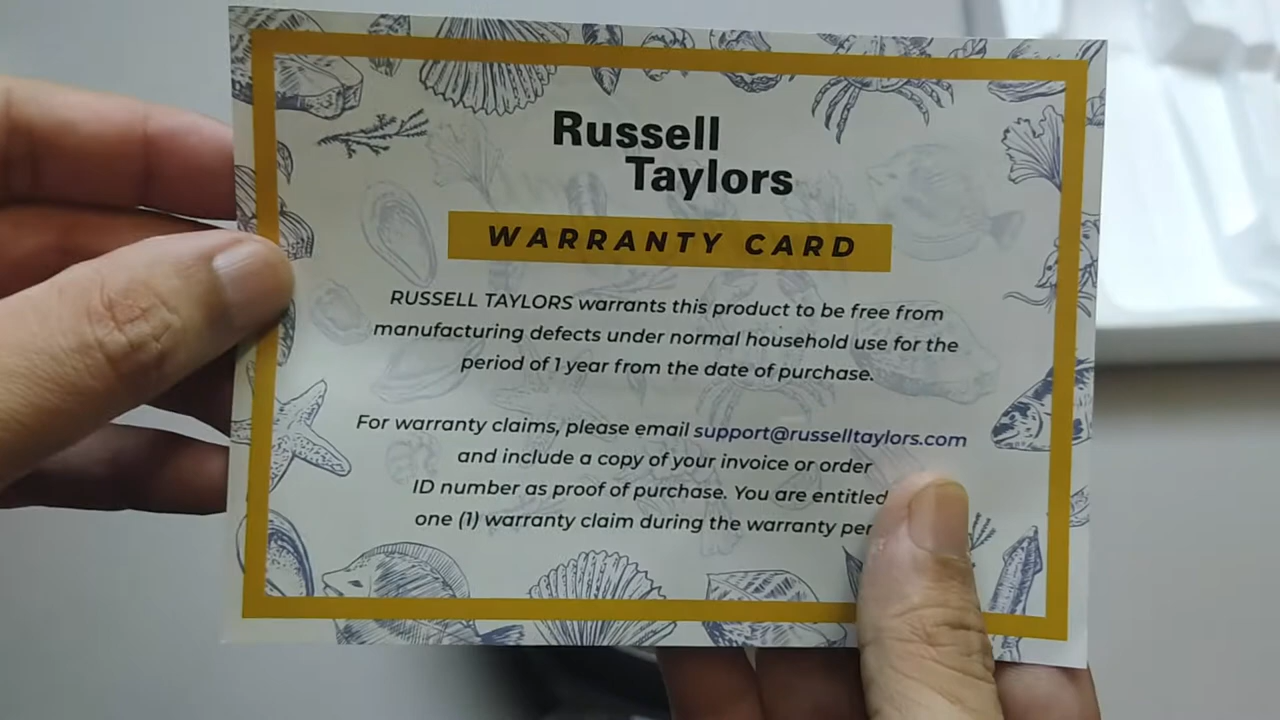 Russell
Taylors
WARRANTY CARD
RUSSELL TAYLORS warrants this product to be free from
manufacturing defects under normal household use for the
period of 1 year from the date of purchase.
For warranty claims, please email support@russelltaylors.com
and include a copy of your invoice or order
ID number as proof of purchase. You are entitled
one (1) warranty claim during the warranty